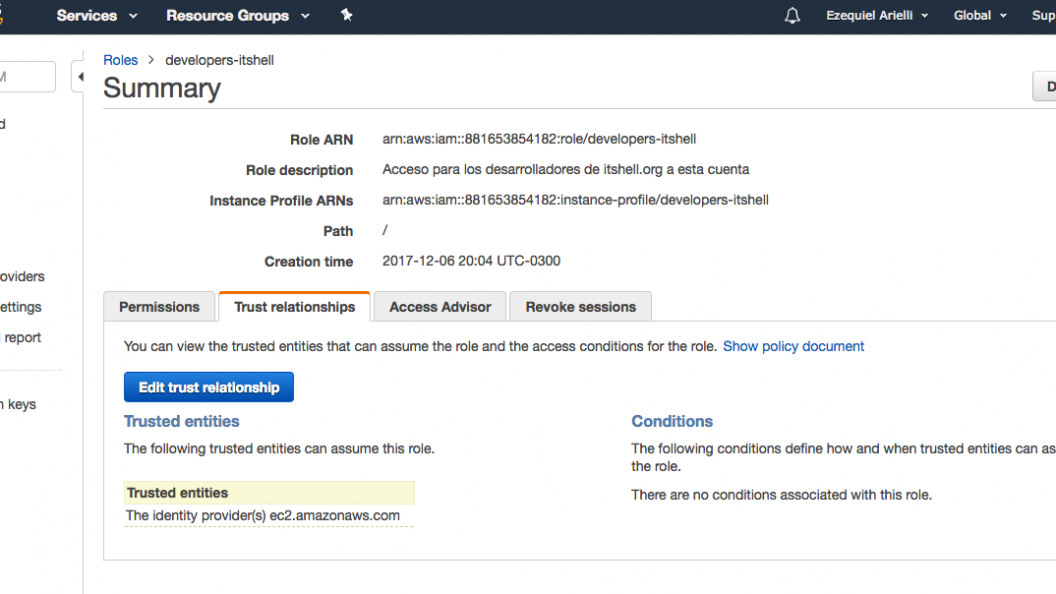 Services Resource Groups Ezequiel Arielli Global Sup
M
Roles > developers-itshell
Summary
D
d
Role ARN arn:aws:iam::881653854182:role/developers-itshell
Role description Acceso para los desarrolladores de itshell.org a esta cuenta
Instance Profile ARNs arn:aws:iam::881653854182:instance-profile/developers-itshell
Path /
Creation time 2017-12-06 20:04 UTC-0300
oviders
ettings
report
n keys
Permissions Trust relationships Access Advisor Revoke sessions
You can view the trusted entities that can assume the role and the access conditions for the role. Show policy document
Edit trust relationship
Trusted entities
The following trusted entities can assume this role.
Trusted entities
The identity provider(s) ec2.amazonaws.com
Conditions
The following conditions define how and when trusted entities can as
the role.
There are no conditions associated with this role.